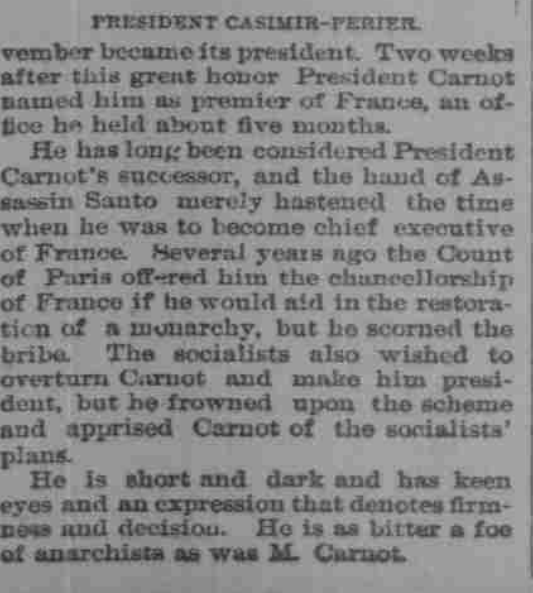 PRESIDENT CASIMIR-PERIER.
vember became its president. Two weeks
after this great honor President Carnot
named him as premier of France, an of-
fice he held about five months.
He has long been considered President
Carnot's successor, and the hand of As-
sassin Santo merely hastened the time
when he was to become chief executive
of France. Several years ago the Count
of Paris offered him the chancellorship
of France if he would aid in the restora-
tion of a monarchy, but he scorned the
bribe. The socialists also wished to
overturn Carnot and make him presi-
dent, but he frowned upon the scheme
and apprised Carnot of the socialists'
plans.
He is short and dark and has keen
eyes and an expression that denotes firm-
ness and decision. He is as bitter a foe
of anarchists as was M. Carnot.